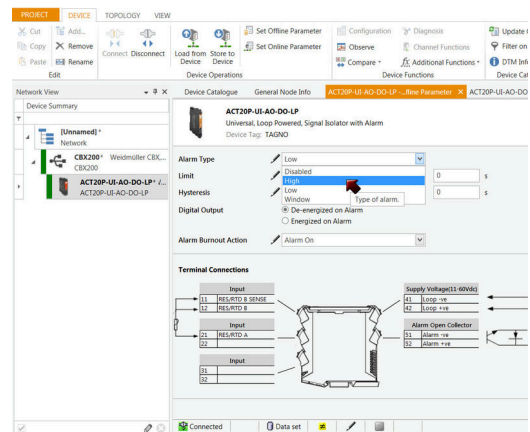 PROJECT DEVICE TOPOLOGY VIEW
Cut Add... Set Offline Parameter Configuration Diagnosis Update C
Copy Remove Connect Disconnect Load from Device Store to Device Set Online Parameter Observe Channel Functions Filter on
Paste Rename Compare Additional Functions DTM Info
Edit Device Operations Device Functions Device Cat
Network View Device Catalogue General Node Info ACT20P-UI-AO-DO-LP -...fline Parameter ACT20P-UI-AO-DO-L
Device Summary
ACT20P-UI-AO-DO-LP
Universal, Loop Powered, Signal Isolator with Alarm
Device Tag: TAGNO
[Unnamed] *
Network
CBX200* Weidmüller CBX...
CBX200
ACT20P-UI-AO-DO-LP* /...
ACT20P-UI-AO-DO-LP
Alarm Type Low
Disabled
Limit High 0 s
Hysteresis Low 0 s
Window Type of alarm.
Digital Output De-energized on Alarm
Energized on Alarm
Alarm Burnout Action Alarm On
Terminal Connections
Input Supply Voltage(11-60Vdc)
11 RES/RTD B SENSE 41 Loop -ve
12 RES/RTD B 42 Loop +ve
Input Alarm Open Collector
21 RES/RTD A 51 Alarm -ve
22 52 Alarm +ve
Input
31
32
Connected Data set